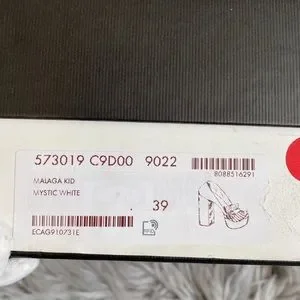 573019 C9D00 9022
8088516291
MALAGA KID
MYSTIC WHITE
39
ECAG910731E